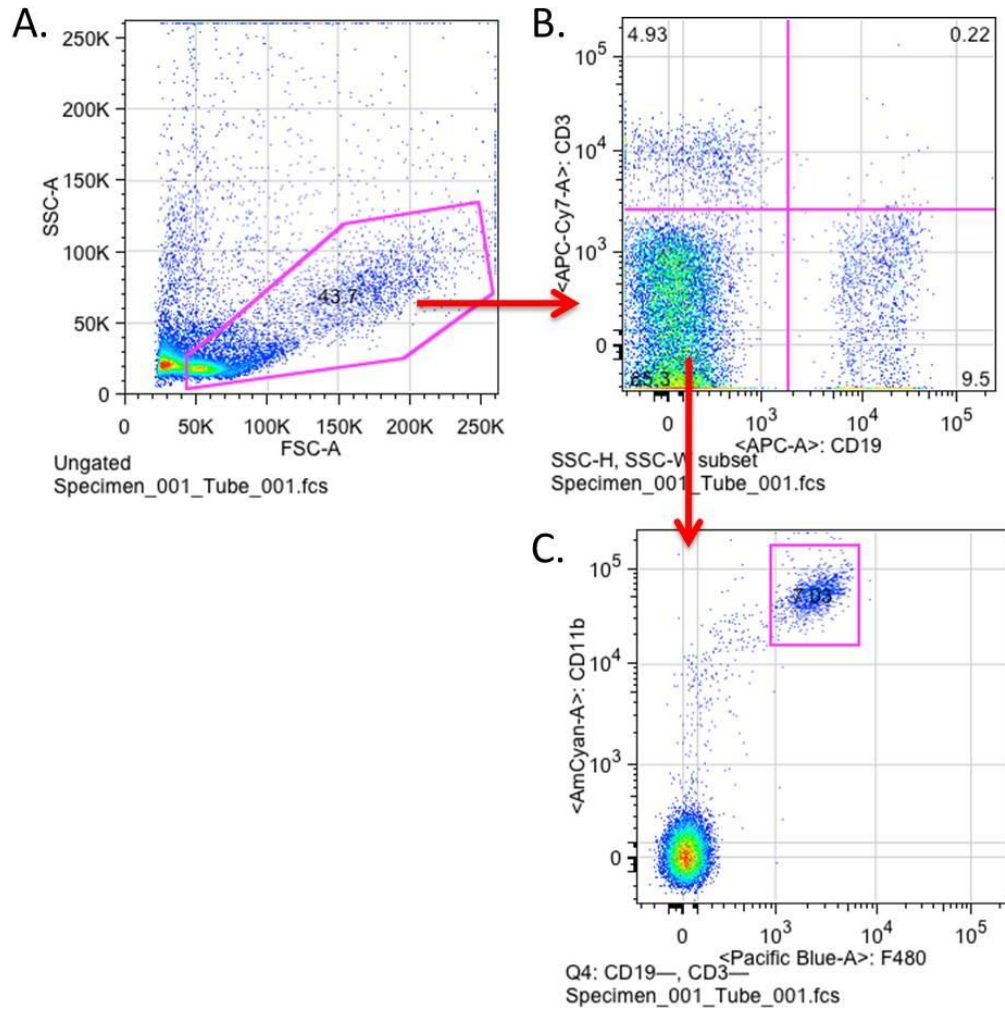 A.
250K
200K
150K
100K
50K
0
SSC-A
43.7
0 50K 100K 150K 200K 250K
FSC-A
Ungated
Specimen_001_Tube_001.fcs
B.
4.93 0.22
10^5
10^4
10^3
0
<APC-Cy7-A>: CD3
65.3 9.5
0 10^3 10^4 10^5
<APC-A>: CD19
SSC-H, SSC-W subset
Specimen_001_Tube_001.fcs
C.
10^5
10^4
10^3
0
<AmCyan-A>: CD11b
7.03
0 10^3 10^4 10^5
<Pacific Blue-A>: F480
Q4: CD19—, CD3—
Specimen_001_Tube_001.fcs